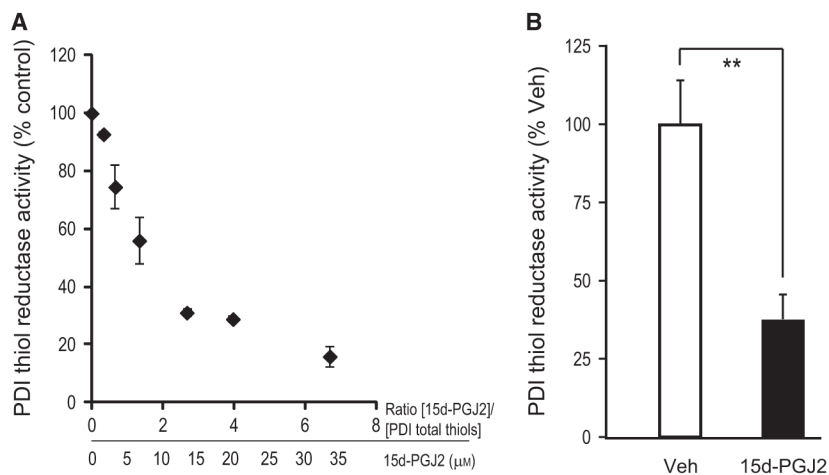 A
PDI thiol reductase activity (% control)
120
100
80
60
40
20
0
0 2 4 6 8
Ratio [15d-PGJ2]/
[PDI total thiols]
0 5 10 15 20 25 30 35 15d-PGJ2 (μM)
B
PDI thiol reductase activity (% Veh)
125
100
75
50
25
0
**
Veh 15d-PGJ2